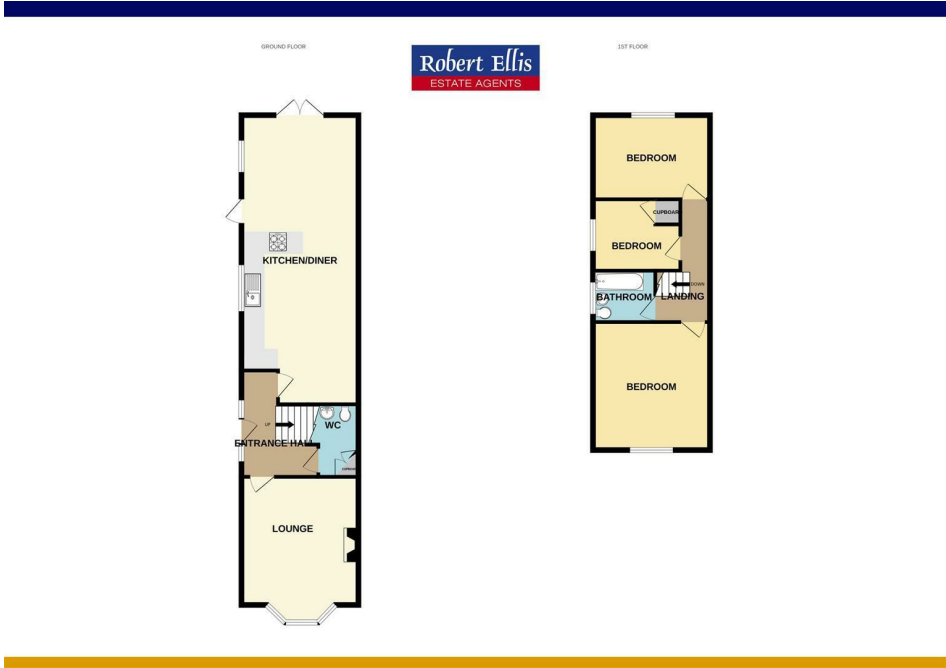 GROUND FLOOR
1ST FLOOR
Robert Ellis
ESTATE AGENTS
BEDROOM
CUPBOARD
BEDROOM
KITCHEN/DINER
DOWN
BATHROOM
LANDING
BEDROOM
UP
WC
ENTRANCE HALL
CUPBOARD
LOUNGE